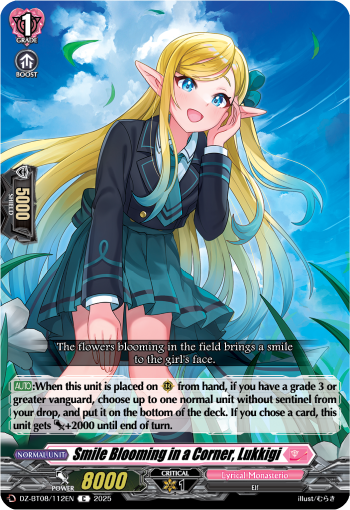 1
GRADE
BOOST
5000
SHIELD
The flowers blooming in the field brings a smile
to the girl's face.
AUTO:When this unit is placed on from hand, if you have a grade 3 or
greater vanguard, choose up to one normal unit without sentinel from
your drop, and put it on the bottom of the deck. If you chose a card, this
unit gets +2000 until end of turn.
NORMAL UNIT
Smile Blooming in a Corner, Lukkigi
POWER
8000
CRITICAL
1
Lyrical Monasterio
Elf
DZ-BT08/112EN C 2025
illust/むらき